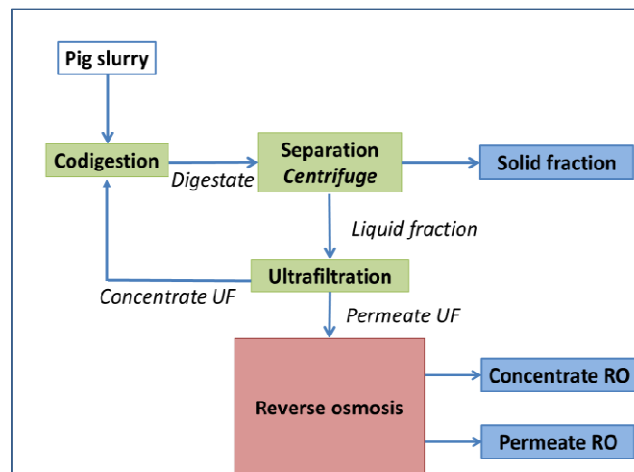 Pig slurry
Codigestion
Digestate
Separation
Centrifuge
Solid fraction
Liquid fraction
Ultrafiltration
Concentrate UF
Permeate UF
Reverse osmosis
Concentrate RO
Permeate RO